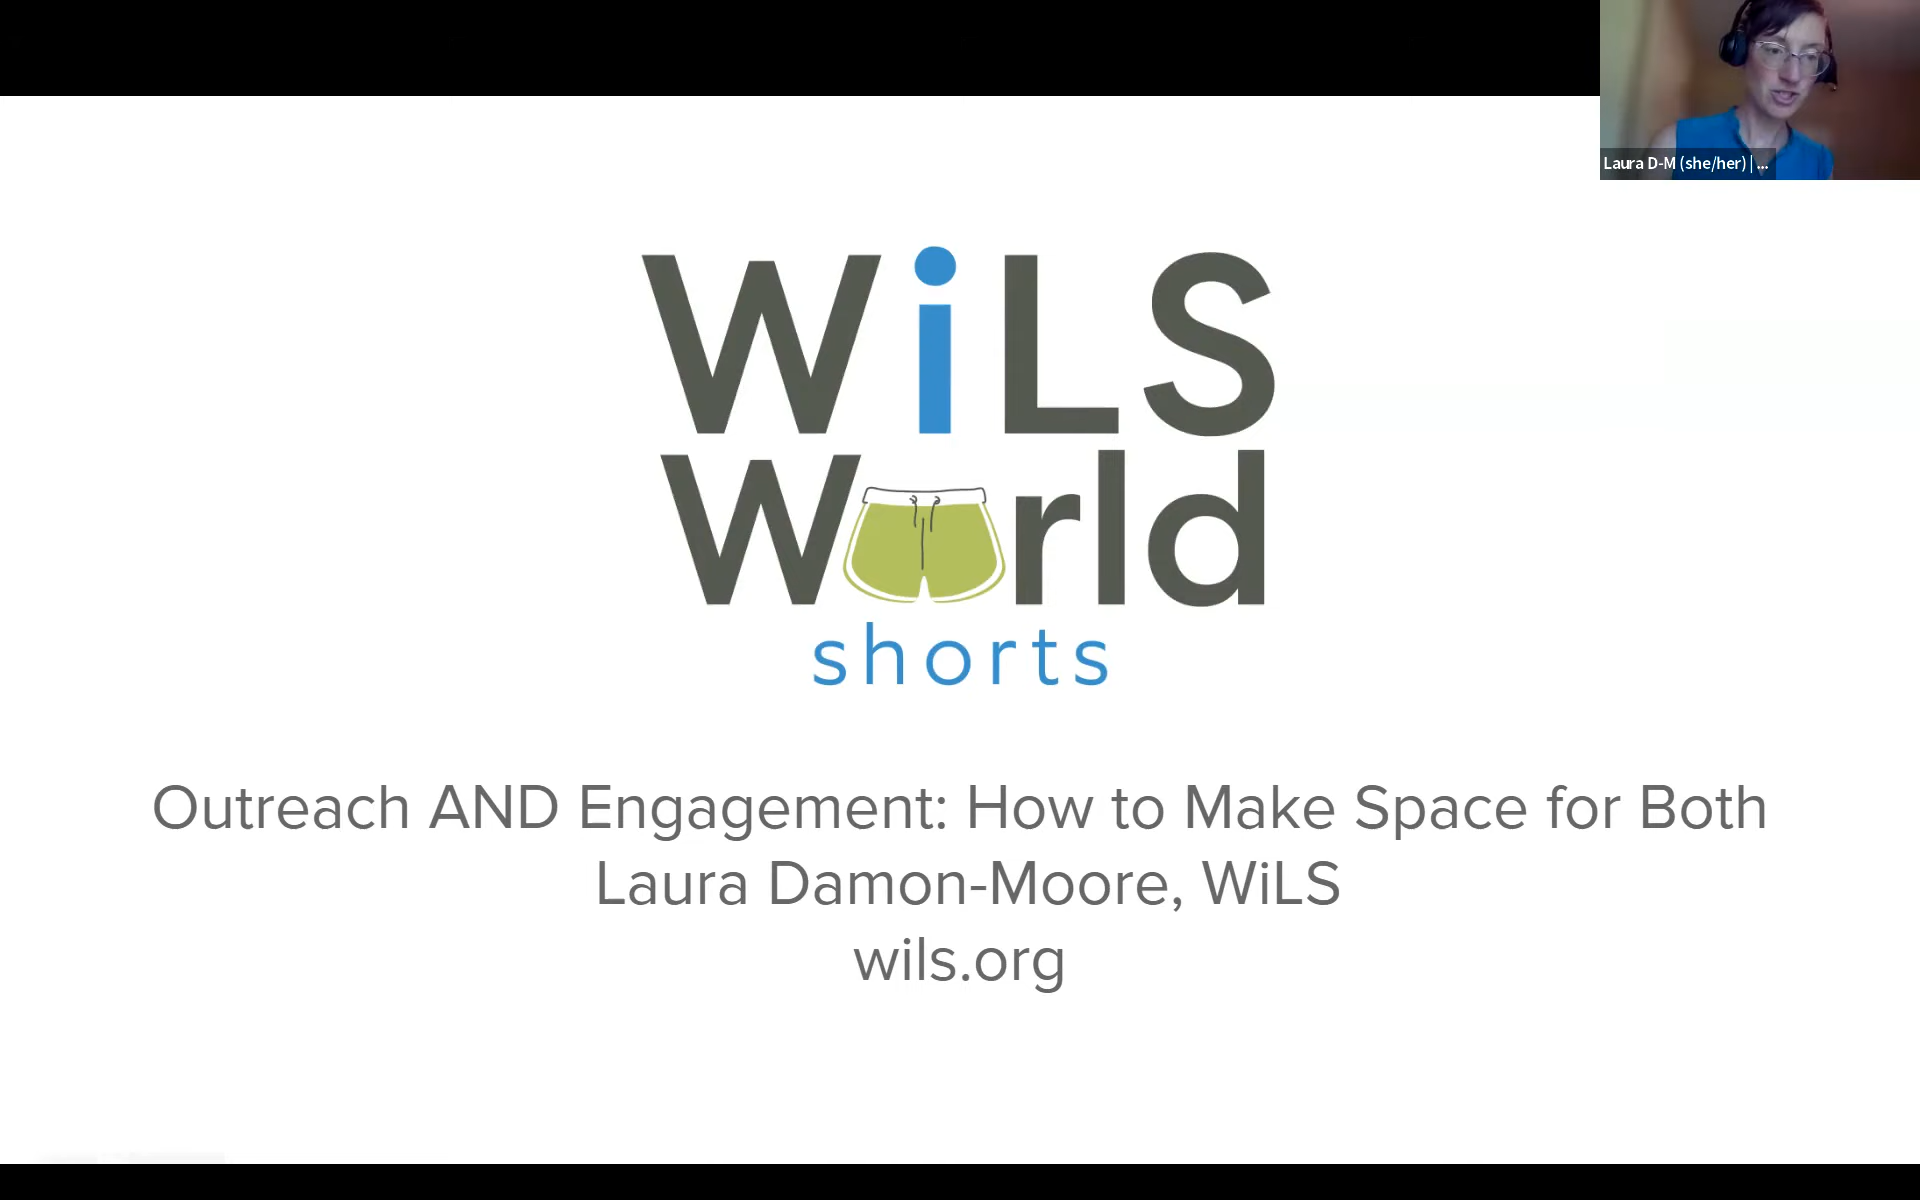 Laura D-M (she/her) | ...
WiLS
World
shorts
Outreach AND Engagement: How to Make Space for Both
Laura Damon-Moore, WiLS
wils.org